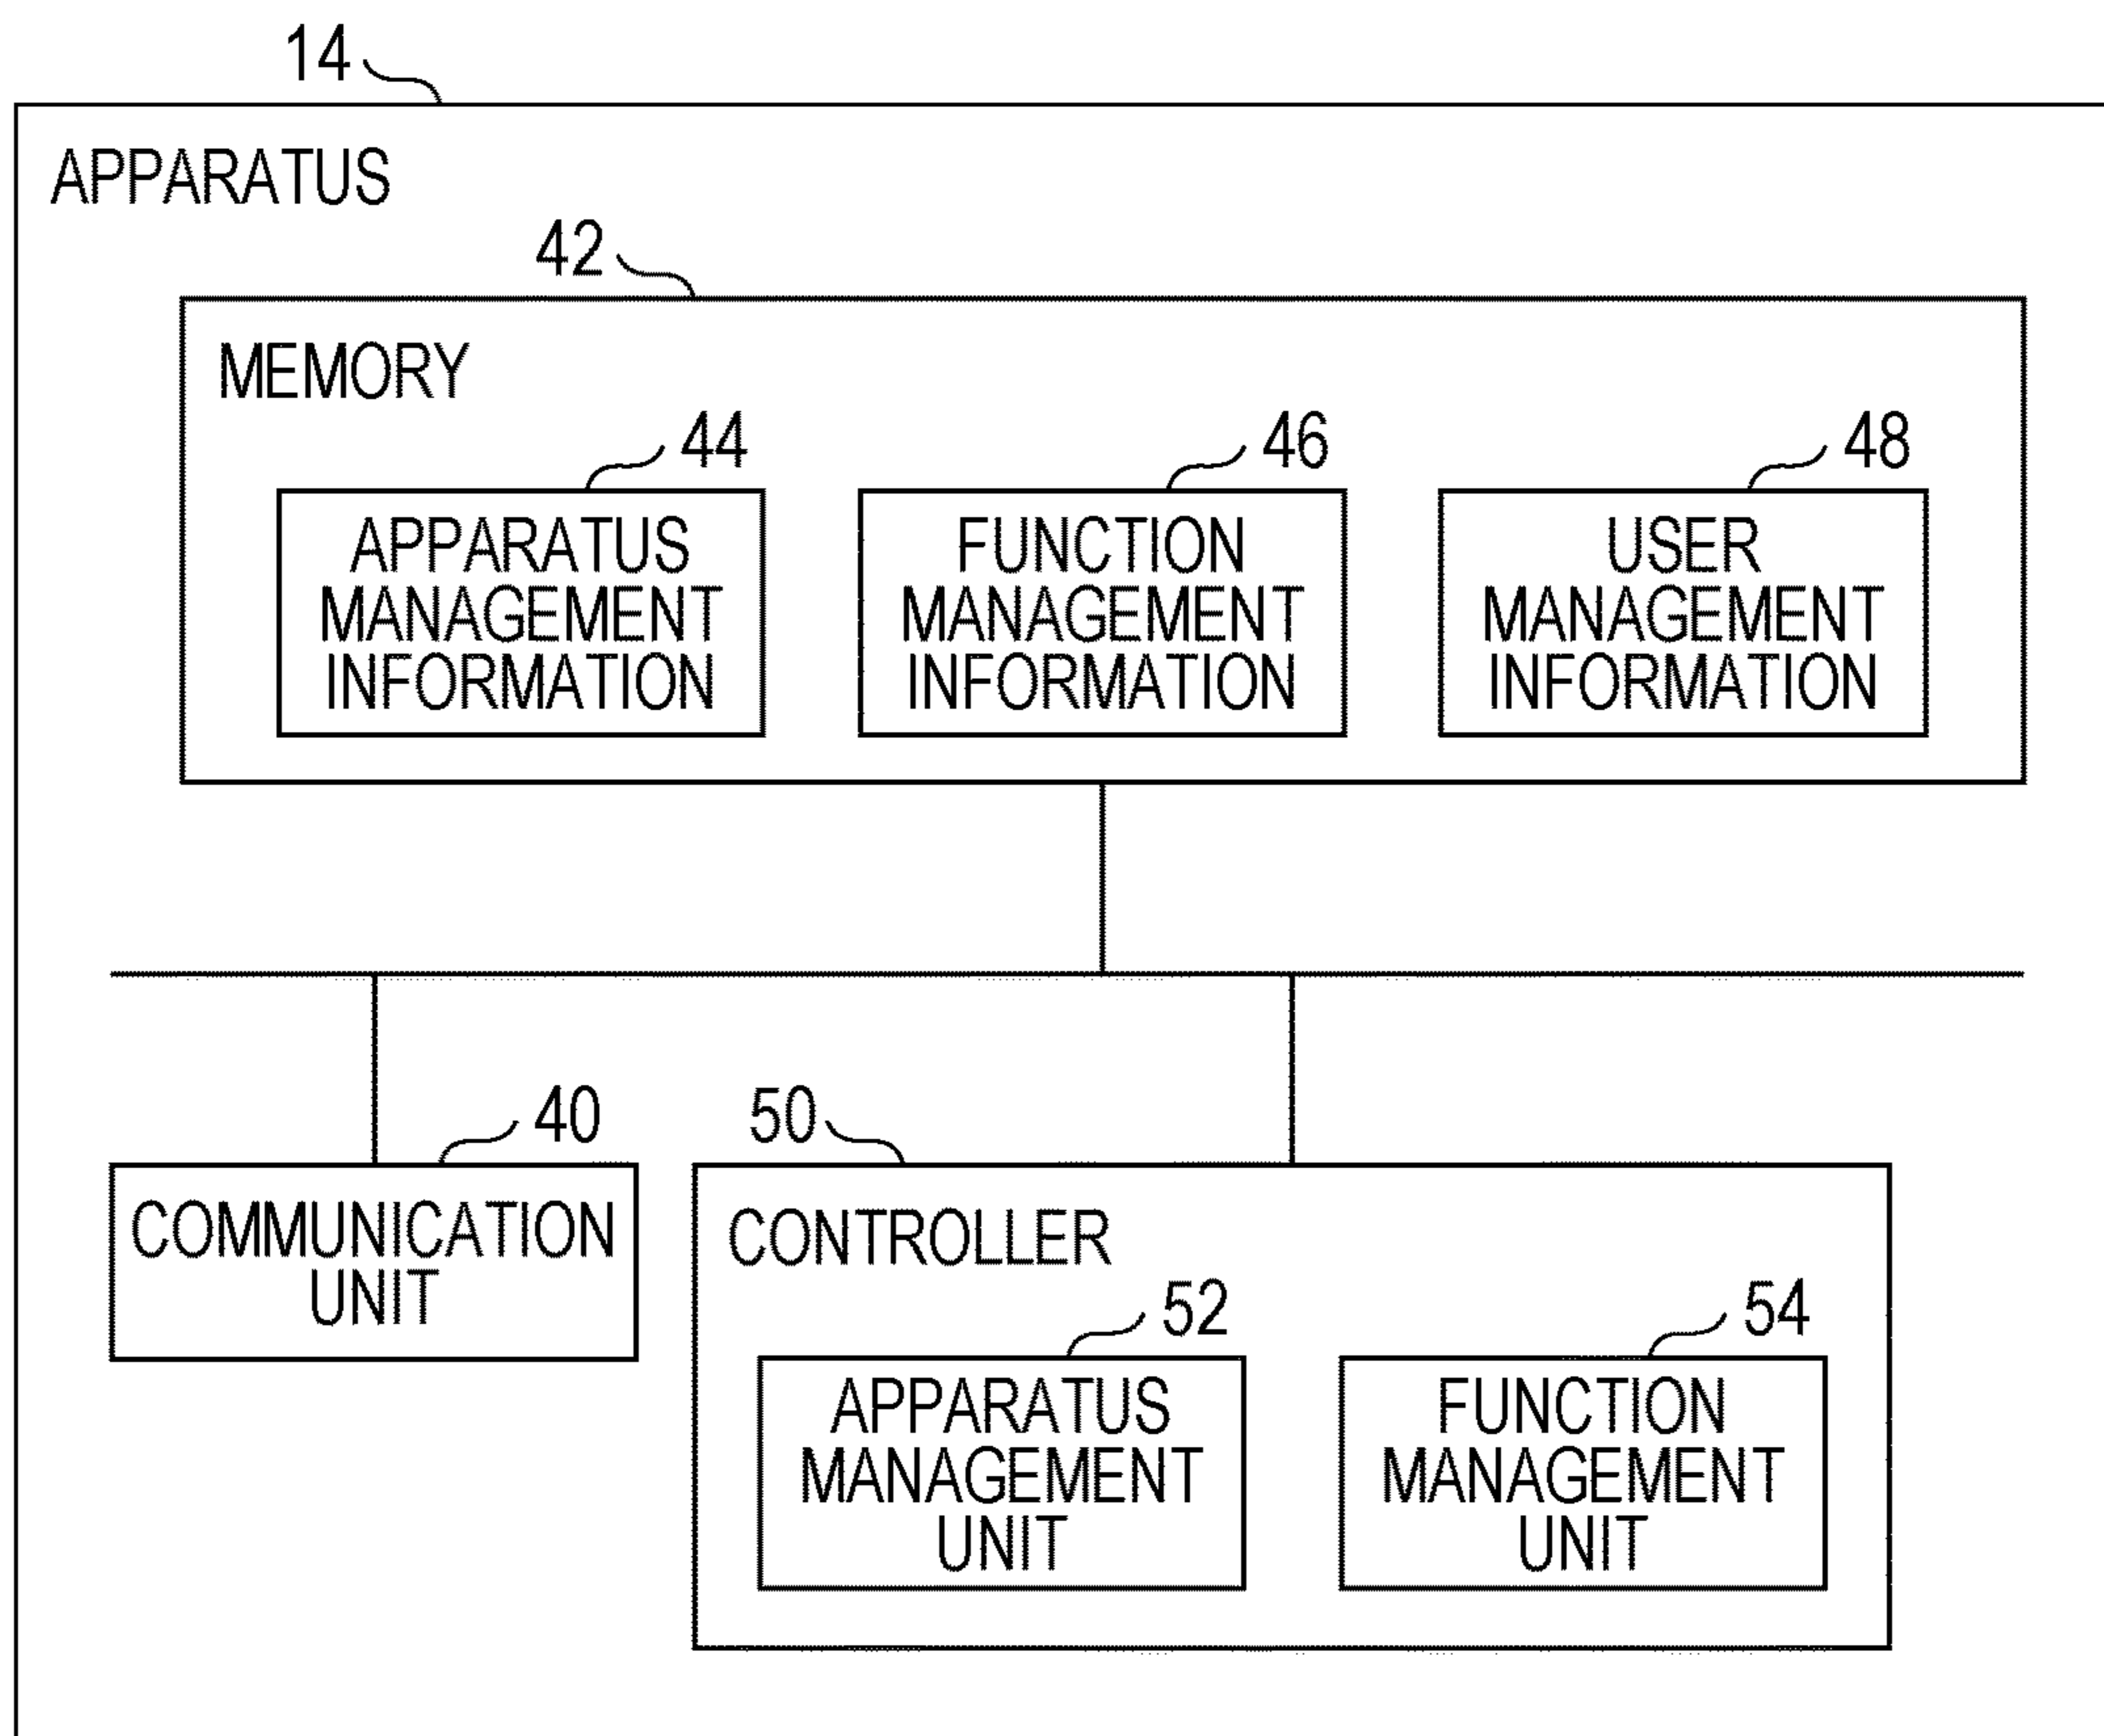 14
APPARATUS
42
MEMORY
44
46
48
APPARATUS
MANAGEMENT
INFORMATION
FUNCTION
MANAGEMENT
INFORMATION
USER
MANAGEMENT
INFORMATION
40
COMMUNICATION
UNIT
50
CONTROLLER
52
54
APPARATUS
MANAGEMENT
UNIT
FUNCTION
MANAGEMENT
UNIT